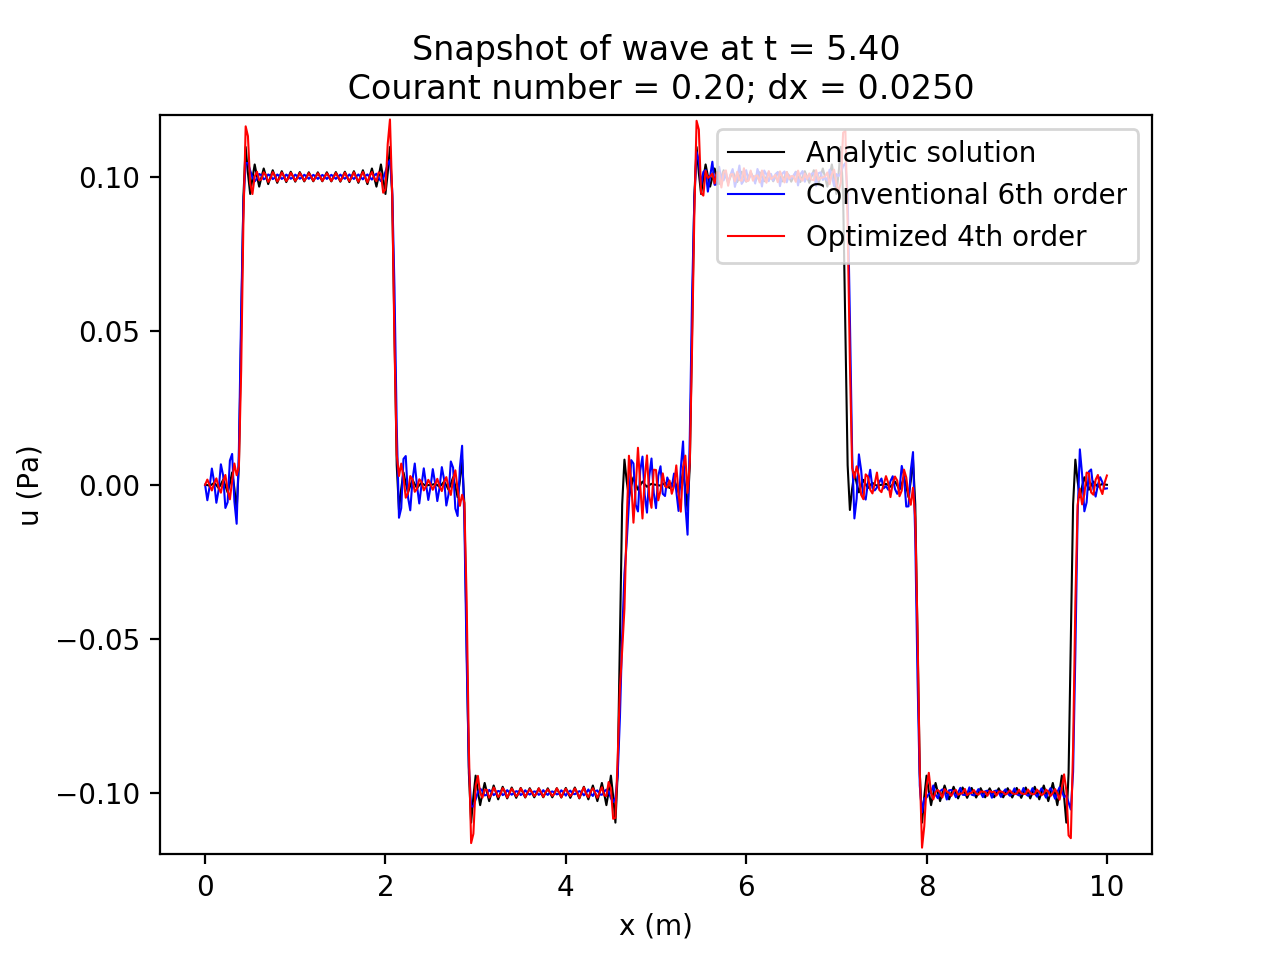 Snapshot of wave at t = 5.40
Courant number = 0.20; dx = 0.0250
Analytic solution
Conventional 6th order
Optimized 4th order
0.10
0.05
0.00
−0.05
−0.10
u (Pa)
0 2 4 6 8 10
x (m)